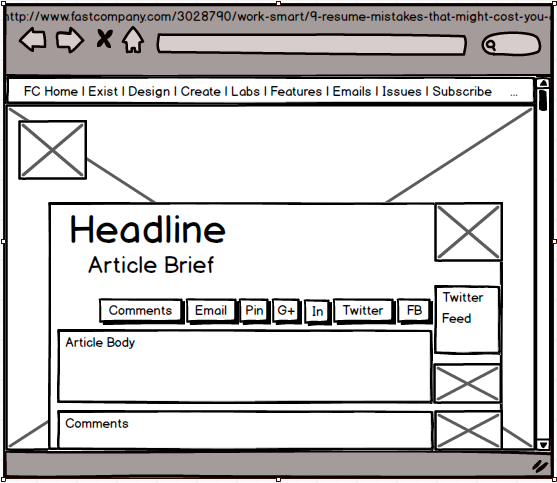 http://www.fastcompany.com/3028790/work-smart/9-resume-mistakes-that-might-cost-you-
FC Home | Exist | Design | Create | Labs | Features | Emails | Issues | Subscribe ...
Headline
Article Brief
Comments Email Pin G+ In Twitter FB
Twitter
Feed
Article Body
Comments